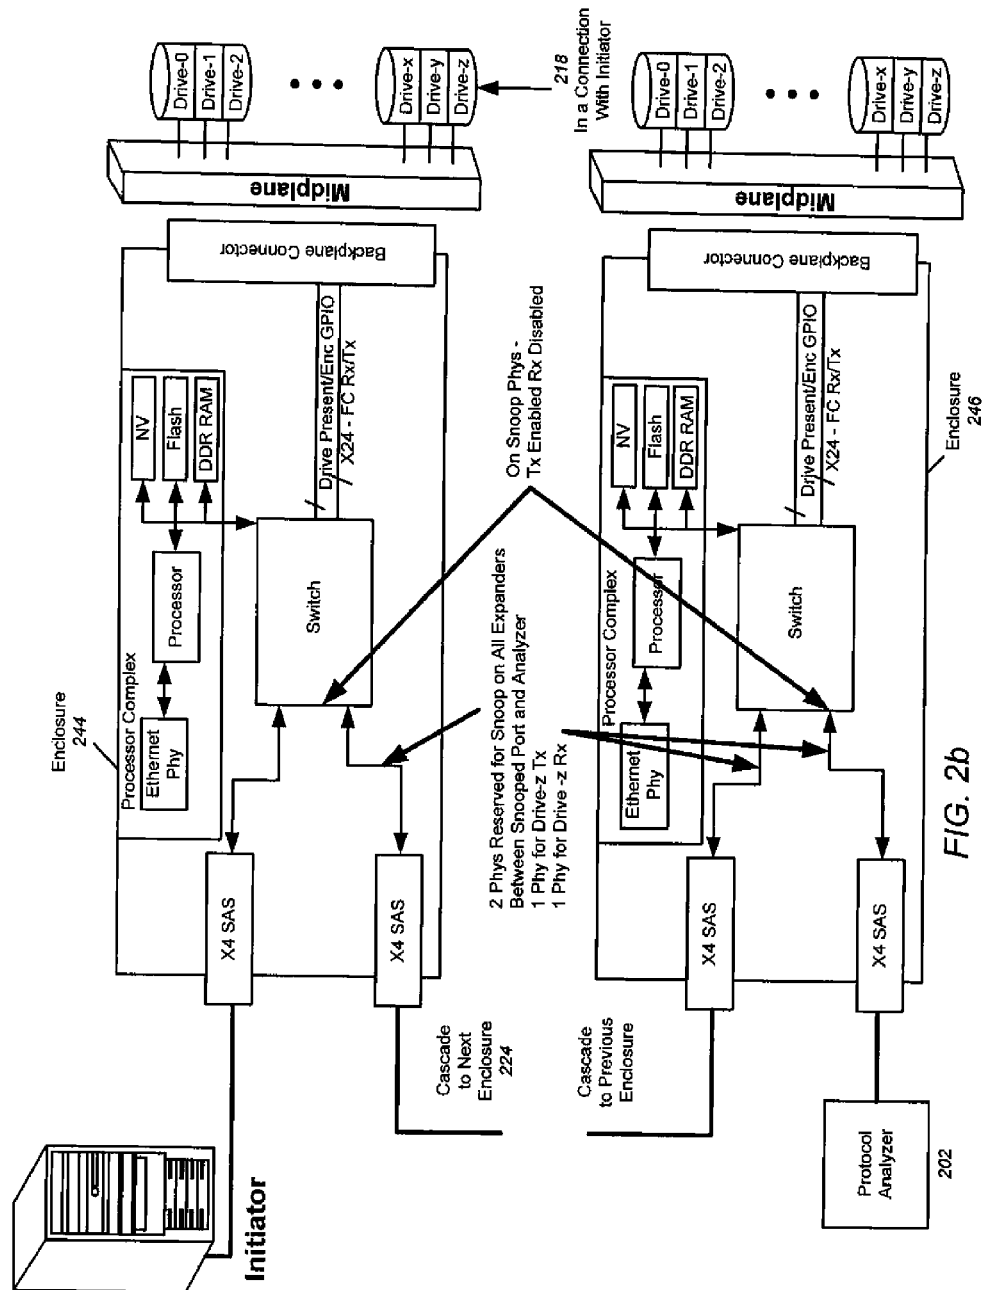 Enclosure
244
Processor Complex
Ethernet
Phy
Processor
NV
Flash
DDR RAM
Switch
Drive Present/Enc GPIO
X24 - FC Rx/Tx
Backplane Connector
Midplane
Drive-0
Drive-1
Drive-2
Drive-x
Drive-y
Drive-z
X4 SAS
X4 SAS
Initiator
Cascade
to Next
Enclosure
224
2 Phys Reserved for Snoop on All Expanders
Between Snooped Port and Analyzer
1 Phy for Drive-z Tx
1 Phy for Drive -z Rx
On Snoop Phys -
Tx Enabled Rx Disabled
218
In a Connection
With Initiator
Cascade
to Previous
Enclosure
Processor Complex
Ethernet
Phy
Processor
NV
Flash
DDR RAM
Switch
Drive Present/Enc GPIO
X24 - FC Rx/Tx
Backplane Connector
Midplane
Drive-0
Drive-1
Drive-2
Drive-x
Drive-y
Drive-z
X4 SAS
X4 SAS
Protocol
Analyzer
202
Enclosure
246
FIG. 2b